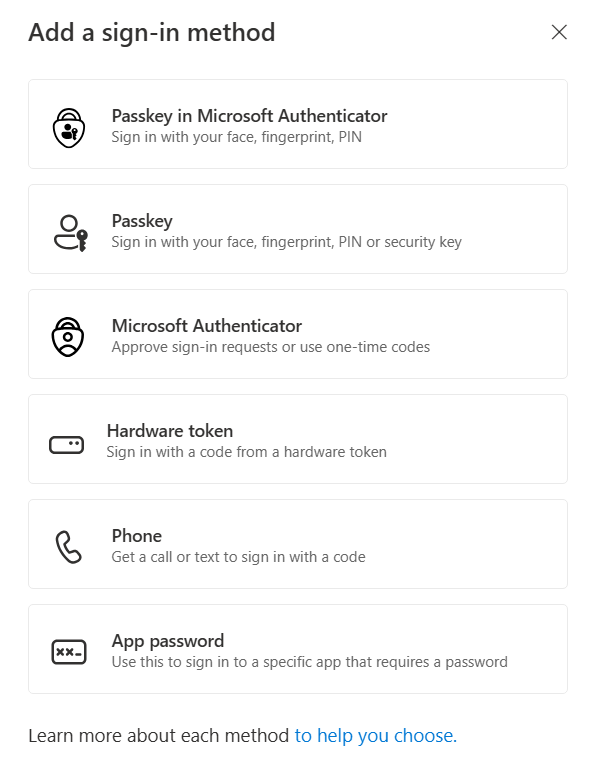 Add a sign-in method
Passkey in Microsoft Authenticator
Sign in with your face, fingerprint, PIN
Passkey
Sign in with your face, fingerprint, PIN or security key
Microsoft Authenticator
Approve sign-in requests or use one-time codes
Hardware token
Sign in with a code from a hardware token
Phone
Get a call or text to sign in with a code
App password
Use this to sign in to a specific app that requires a password
Learn more about each method to help you choose.